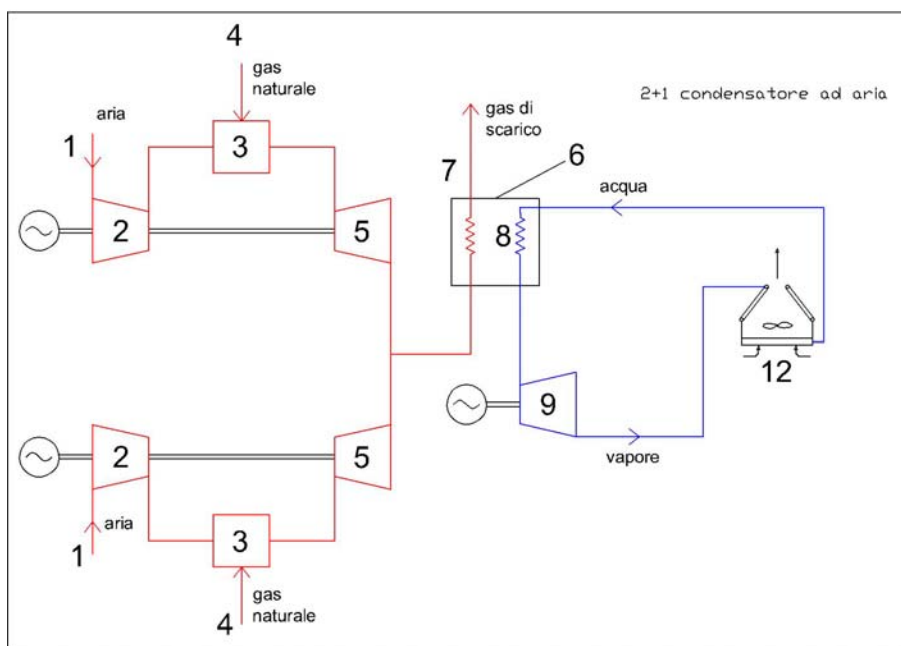 4
gas
naturale
2+1 condensatore ad aria
aria
1
3
gas di
scarico
7
6
acqua
2
5
8
12
9
vapore
2
5
aria
1
3
gas
naturale
4